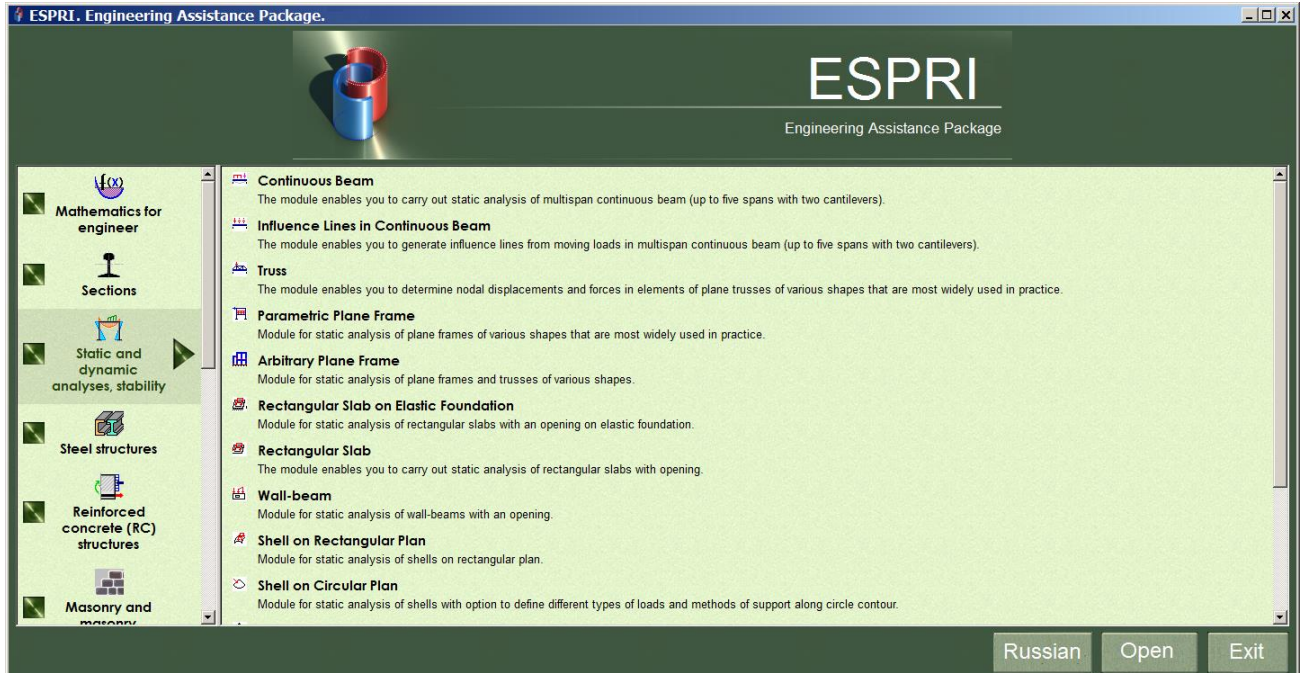 ESPRI. Engineering Assistance Package.
ESPRI
Engineering Assistance Package
f(x)
Mathematics for
engineer
Sections
Static and
dynamic
analyses, stability
Steel structures
Reinforced
concrete (RC)
structures
Masonry and
masonry
Continuous Beam
The module enables you to carry out static analysis of multispan continuous beam (up to five spans with two cantilevers).
Influence Lines in Continuous Beam
The module enables you to generate influence lines from moving loads in multispan continuous beam (up to five spans with two cantilevers).
Truss
The module enables you to determine nodal displacements and forces in elements of plane trusses of various shapes that are most widely used in practice.
Parametric Plane Frame
Module for static analysis of plane frames of various shapes that are most widely used in practice.
Arbitrary Plane Frame
Module for static analysis of plane frames and trusses of various shapes.
Rectangular Slab on Elastic Foundation
Module for static analysis of rectangular slabs with an opening on elastic foundation.
Rectangular Slab
The module enables you to carry out static analysis of rectangular slabs with opening.
Wall-beam
Module for static analysis of wall-beams with an opening.
Shell on Rectangular Plan
Module for static analysis of shells on rectangular plan.
Shell on Circular Plan
Module for static analysis of shells with option to define different types of loads and methods of support along circle contour.
Russian
Open
Exit